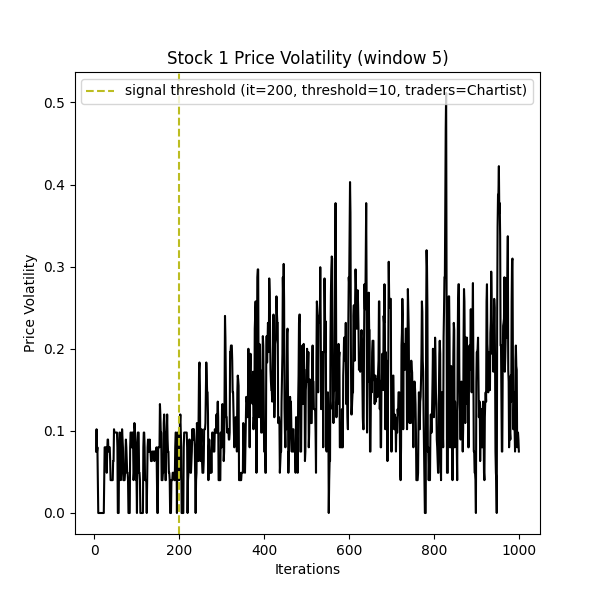 Stock 1 Price Volatility (window 5)
signal threshold (it=200, threshold=10, traders=Chartist)
0.5
0.4
0.3
0.2
0.1
0.0
Price Volatility
0 200 400 600 800 1000
Iterations